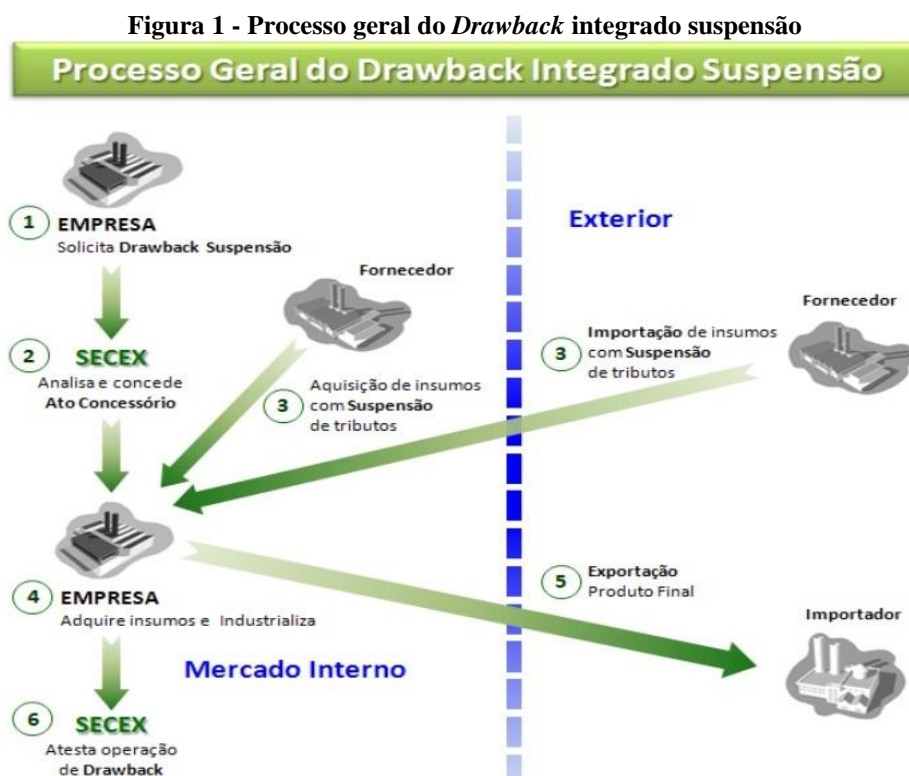 Figura 1 - Processo geral do Drawback integrado suspensão
Processo Geral do Drawback Integrado Suspensão
1
EMPRESA
Solicita Drawback Suspensão
2
SECEX
Analisa e concede
Ato Concessório
Fornecedor
3
Aquisição de insumos
com Suspensão
de tributos
Exterior
Fornecedor
3
Importação de insumos
com Suspensão
de tributos
4
EMPRESA
Adquire insumos e Industrializa
5
Exportação
Produto Final
Importador
Mercado Interno
6
SECEX
Atesta operação
de Drawback